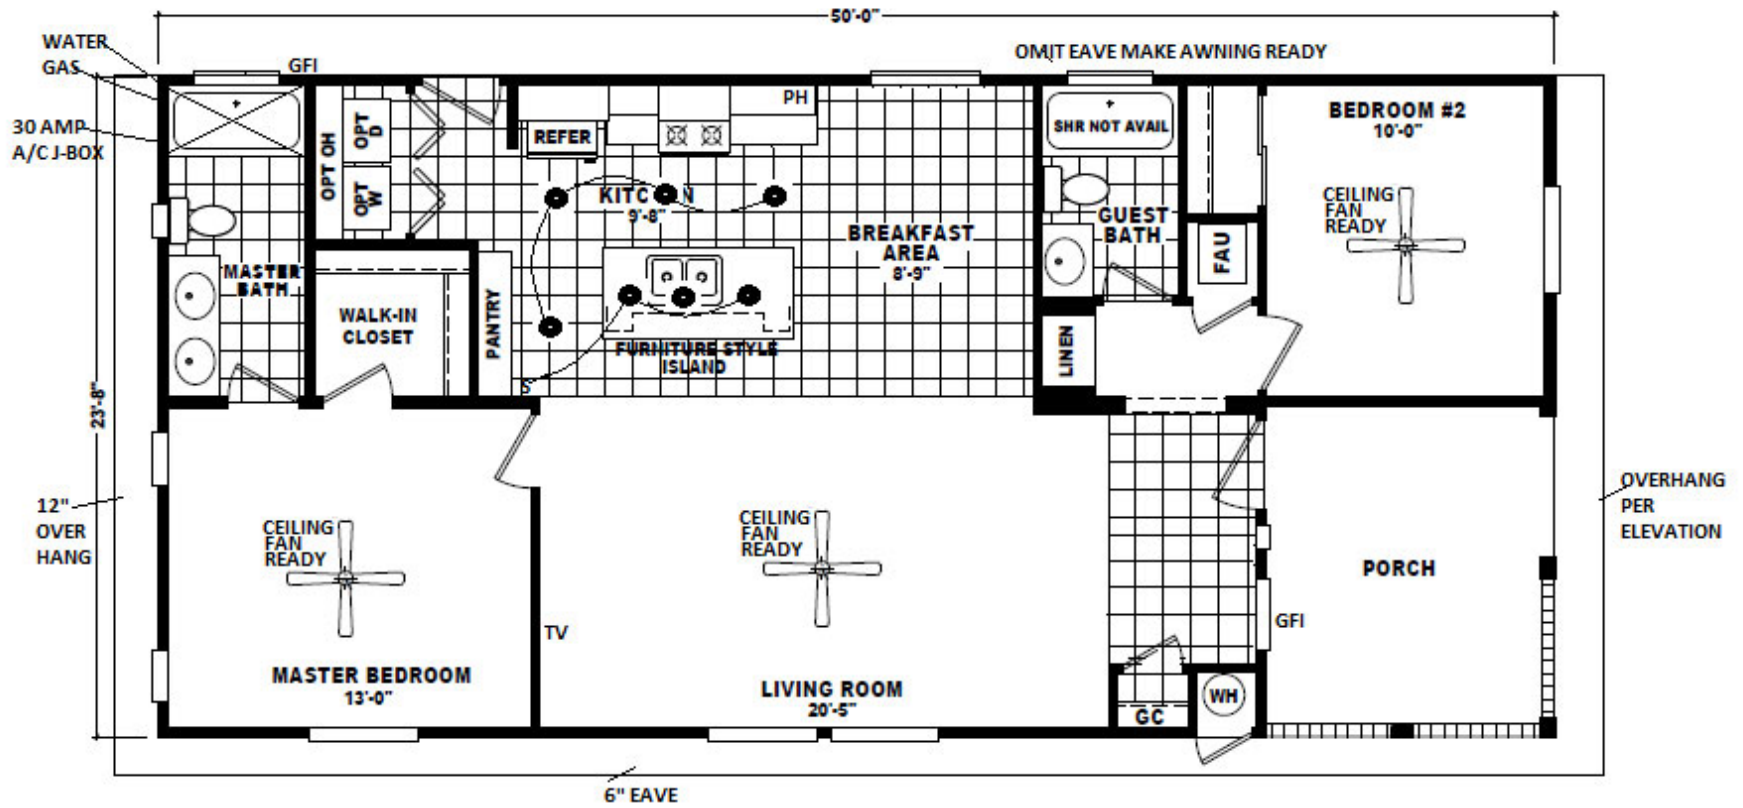 50'-0"
WATER
GAS
GFI
OMIT EAVE MAKE AWNING READY
30 AMP
A/C J-BOX
OPT OH
OPT D
OPT W
REFER
PH
SHR NOT AVAIL
BEDROOM #2
10'-0"
CEILING
FAN
READY
KITC EN
9'-8"
BREAKFAST
AREA
8'-9"
GUEST
BATH
FAU
MASTER
BATH
WALK-IN
CLOSET
PANTRY
FURNITURE STYLE
ISLAND
S
LINEN
23'-8"
12"
OVER
HANG
CEILING
FAN
READY
CEILING
FAN
READY
OVERHANG
PER
ELEVATION
PORCH
GFI
TV
MASTER BEDROOM
13'-0"
LIVING ROOM
20'-5"
GC
WH
6" EAVE